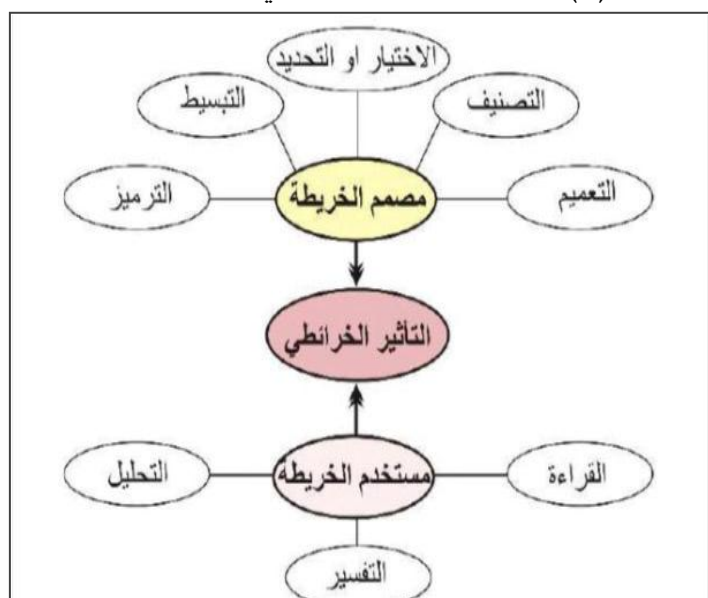 الاختيار او التحديد
التصنيف
التبسيط
التعميم
مصمم الخريطة
الترميز
التأثير الخرائطي
القراءة
مستخدم الخريطة
التحليل
التفسير